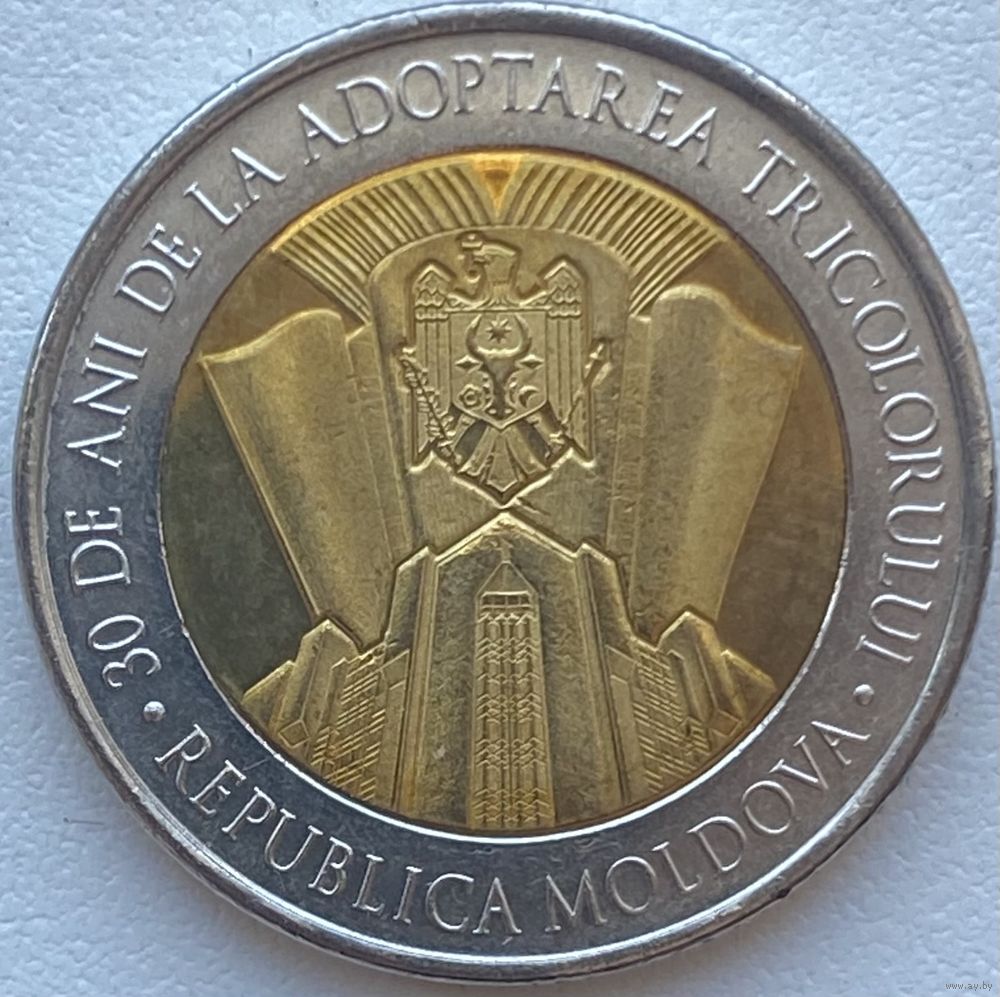 30 DE ANI DE LA ADOPTAREA TRICOLORULUI
• REPUBLICA MOLDOVA •
www.ay.by